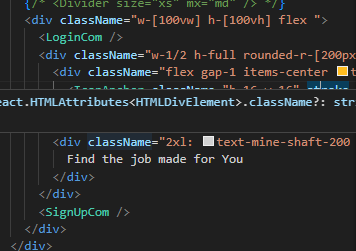 {/* <Divider size="xs" mx="md" /> */}
<div className="w-[100vw] h-[100vh] flex ">
<LoginCom />
<div className="w-1/2 h-full rounded-r-[200px
<div className="flex gap-1 items-center
className="h-16 w-16" stroke
eact.HTMLAttributes<HTMLDivElement>.className?: str
<div className="2xl: text-mine-shaft-200
Find the job made for You
</div>
</div>
<SignUpCom />
</div>
</div>